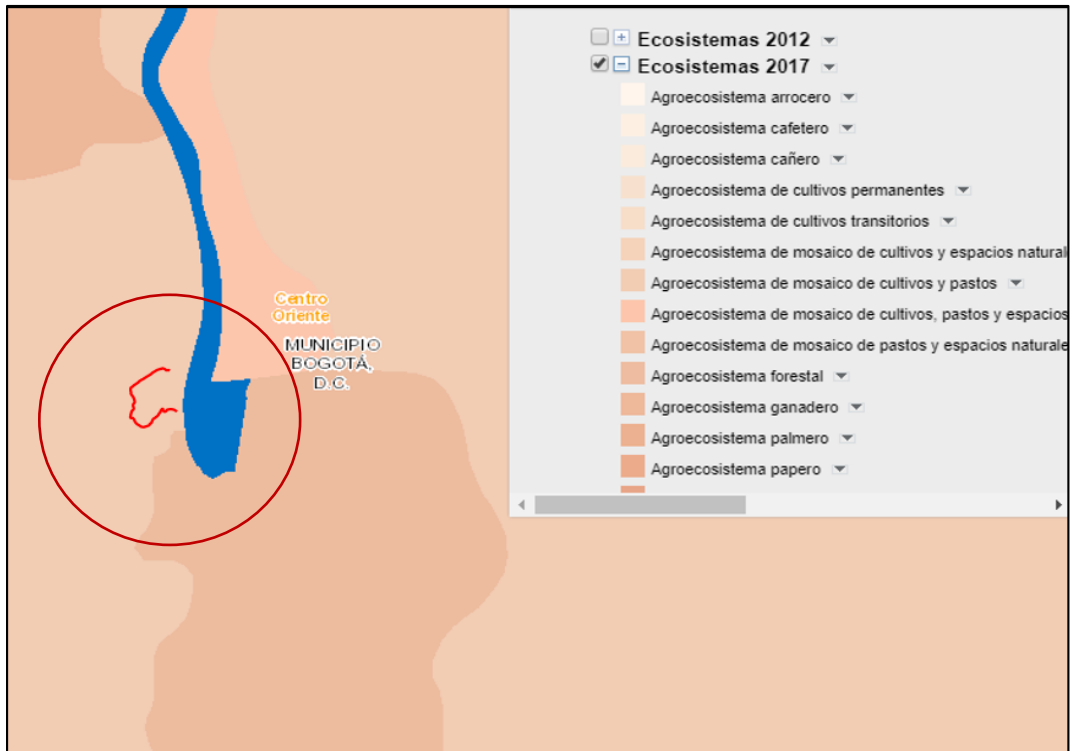 Ecosistemas 2012
Ecosistemas 2017
Agroecosistema arrocero
Agroecosistema cafetero
Agroecosistema cañero
Agroecosistema de cultivos permanentes
Agroecosistema de cultivos transitorios
Agroecosistema de mosaico de cultivos y espacios natural
Agroecosistema de mosaico de cultivos y pastos
Agroecosistema de mosaico de cultivos, pastos y espacios
Agroecosistema de mosaico de pastos y espacios naturale
Agroecosistema forestal
Agroecosistema ganadero
Agroecosistema palmero
Agroecosistema papero
Centro
Oriente
MUNICIPIO
BOGOTÁ,
D.C.